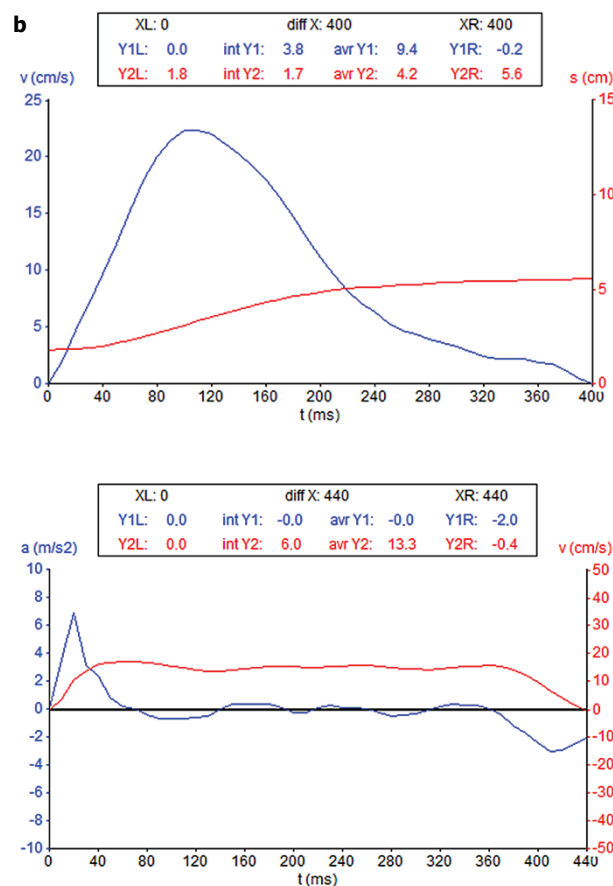 b
XL: 0 diff X: 400 XR: 400
Y1L: 0.0 int Y1: 3.8 avr Y1: 9.4 Y1R: -0.2
Y2L: 1.8 int Y2: 1.7 avr Y2: 4.2 Y2R: 5.6
v (cm/s) s (cm)
25 15
20
10
15
10
5
5
0 0
0 40 80 120 160 200 240 280 320 360 400
t (ms)
XL: 0 diff X: 440 XR: 440
Y1L: 0.0 int Y1: -0.0 avr Y1: -0.0 Y1R: -2.0
Y2L: 0.0 int Y2: 6.0 avr Y2: 13.3 Y2R: -0.4
a (m/s2) v (cm/s)
10 50
8 40
6 30
4 20
2 10
0 0
-2 -10
-4 -20
-6 -30
-8 -40
-10 -50
0 40 80 120 160 200 240 280 320 360 400 440
t (ms)